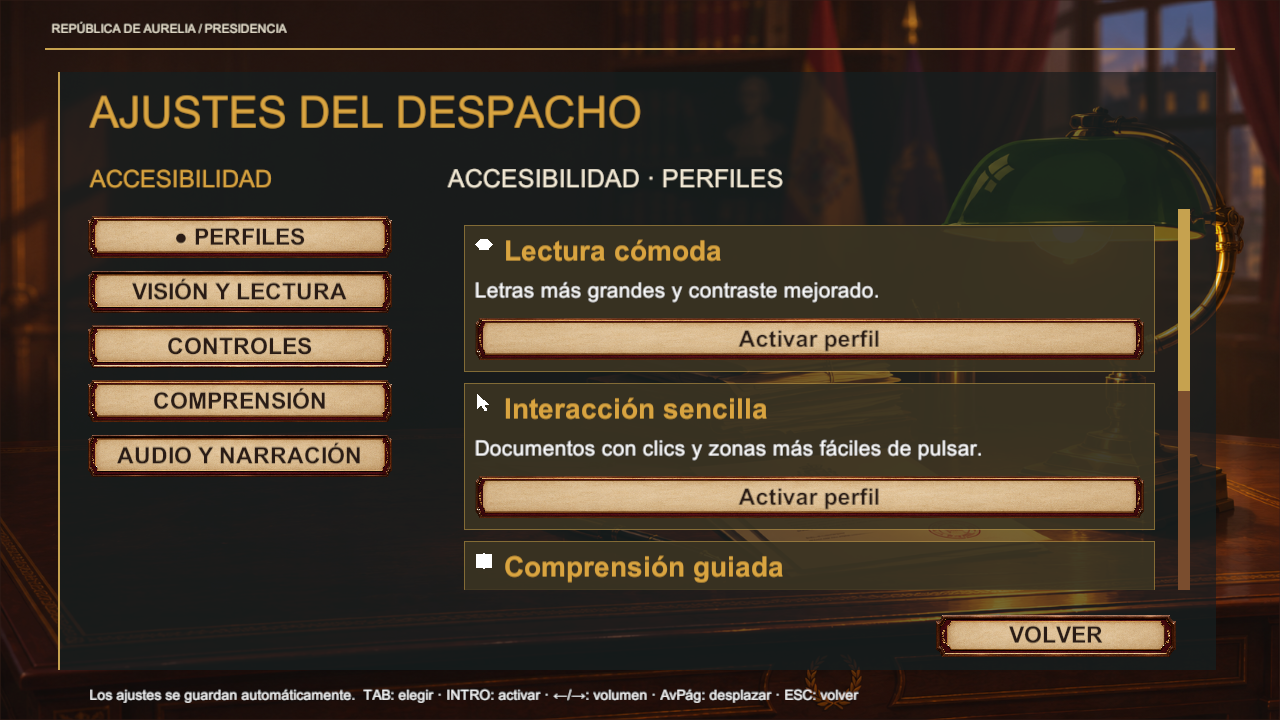 REPÚBLICA DE AURELIA / PRESIDENCIA
AJUSTES DEL DESPACHO
ACCESIBILIDAD
● PERFILES
VISIÓN Y LECTURA
CONTROLES
COMPRENSIÓN
AUDIO Y NARRACIÓN
ACCESIBILIDAD · PERFILES
Lectura cómoda
Letras más grandes y contraste mejorado.
Activar perfil
Interacción sencilla
Documentos con clics y zonas más fáciles de pulsar.
Activar perfil
Comprensión guiada
VOLVER
Los ajustes se guardan automáticamente. TAB: elegir · INTRO: activar · ←/→: volumen · AvPág: desplazar · ESC: volver